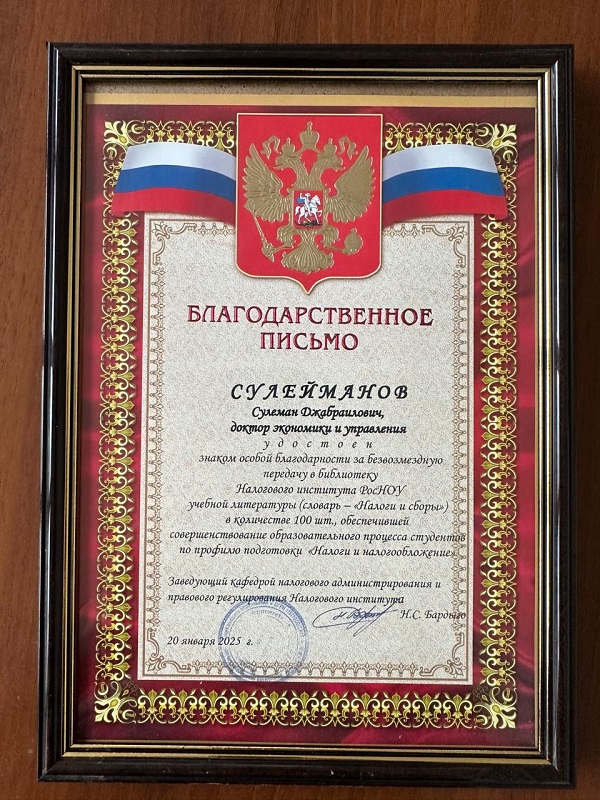 БЛАГОДАРСТВЕННОЕ
ПИСЬМО
СУЛЕЙМАНОВ
Сулеман Джабраилович,
доктор экономики и управления
удостоен
знаком особой благодарности за безвозмездную
передачу в библиотеку
Налогового института РосНОУ
учебной литературы (словарь – «Налоги и сборы»)
в количестве 100 шт., обеспечившей
совершенствование образовательного процесса студентов
по профилю подготовки «Налоги и налогообложение»
Заведующий кафедрой налогового администрирования и
правового регулирования Налогового института
Н.С. Бардыго
20 января 2025 г.